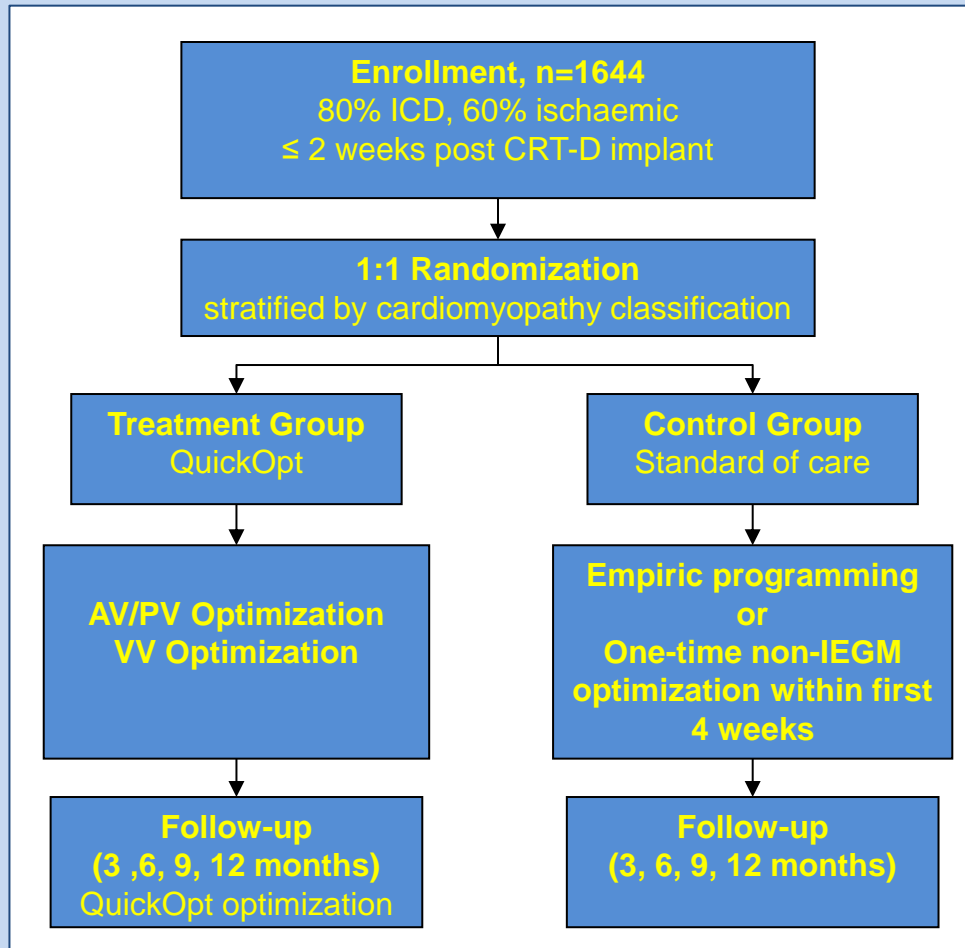 Enrollment, n=1644
80% ICD, 60% ischaemic
≤ 2 weeks post CRT-D implant
1:1 Randomization
stratified by cardiomyopathy classification
Treatment Group
QuickOpt
Control Group
Standard of care
AV/PV Optimization
VV Optimization
Empiric programming
or
One-time non-IEGM
optimization within first
4 weeks
Follow-up
(3 ,6, 9, 12 months)
QuickOpt optimization
Follow-up
(3, 6, 9, 12 months)